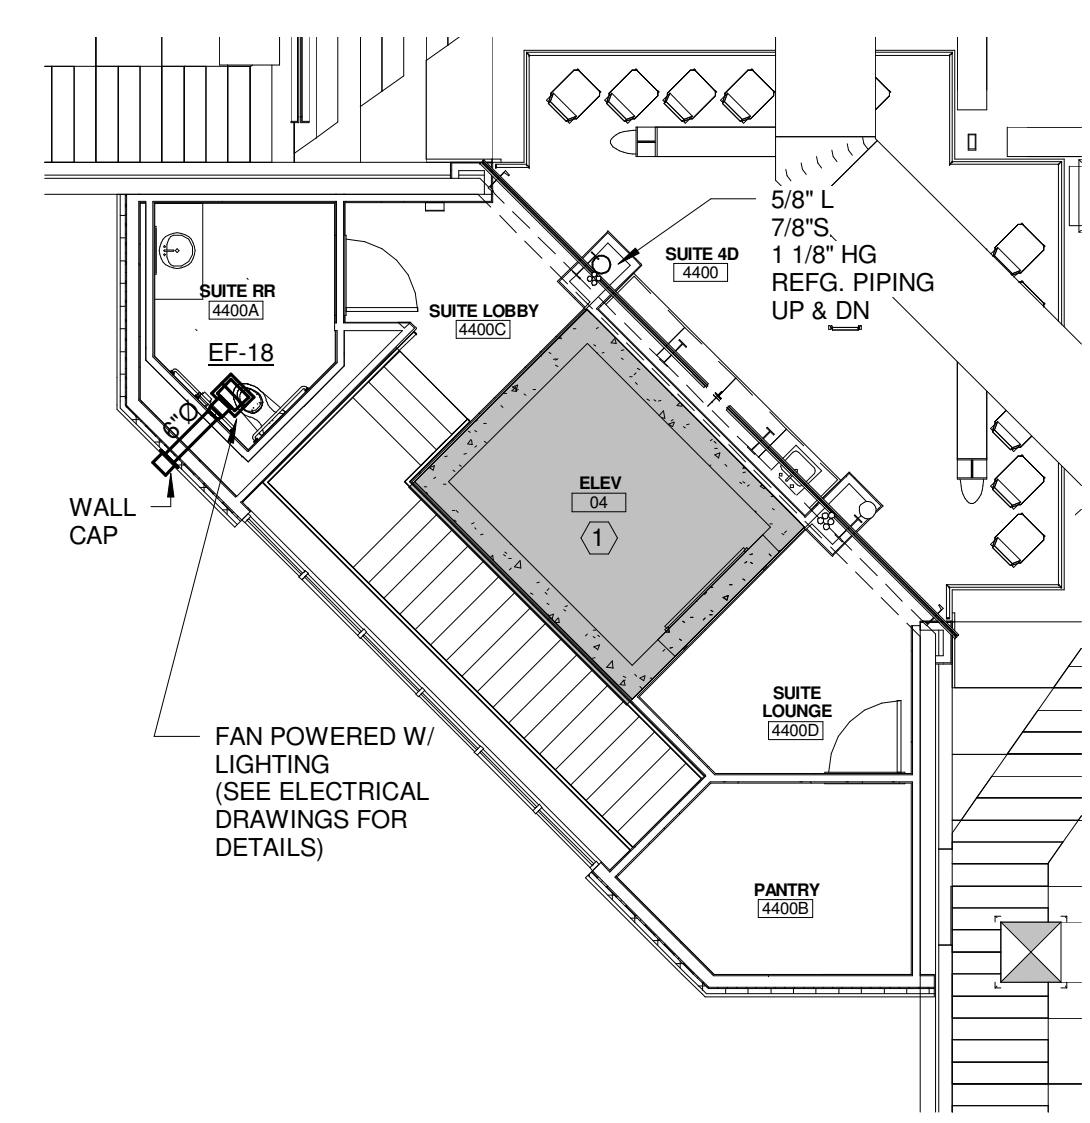 5/8" L
7/8"S
1 1/8" HG
REFG. PIPING
UP & DN
SUITE 4D
4400
SUITE RR
4400A
SUITE LOBBY
4400C
EF-18
6"Ø
WALL
CAP
ELEV
04
1
FAN POWERED W/
LIGHTING
(SEE ELECTRICAL
DRAWINGS FOR
DETAILS)
SUITE
LOUNGE
4400D
PANTRY
4400B